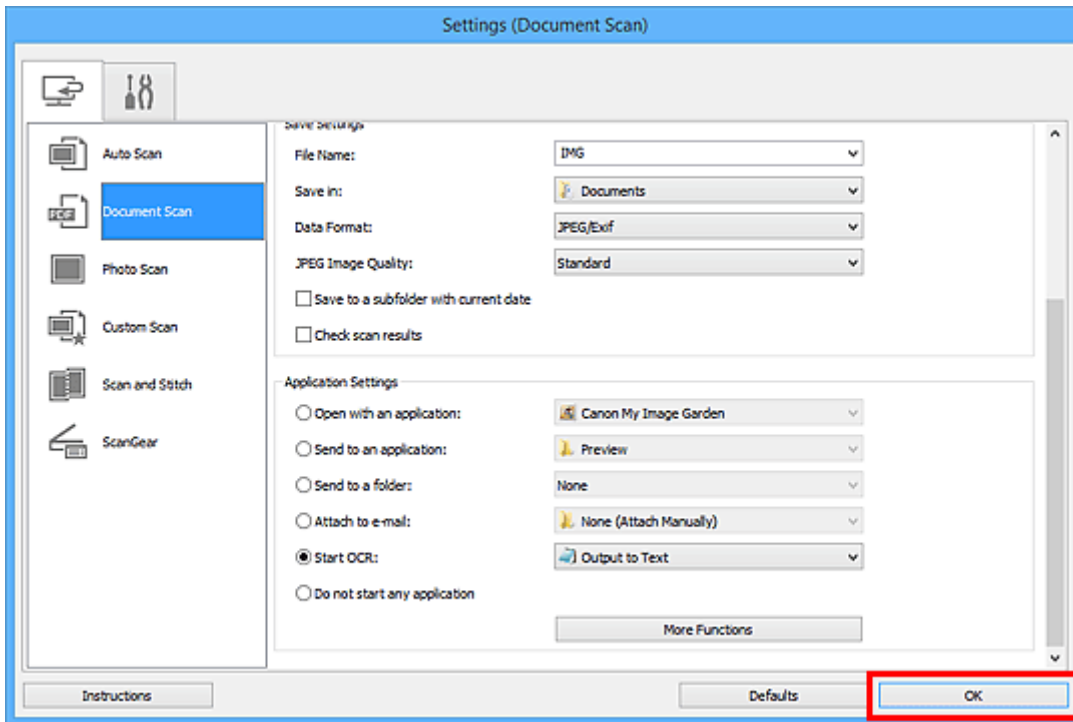 Settings (Document Scan)
Save Settings
Auto Scan
File Name: IMG
Save in: Documents
Document Scan
Data Format: JPEG/Exif
Photo Scan
JPEG Image Quality: Standard
Save to a subfolder with current date
Custom Scan
Check scan results
Scan and Stitch
Application Settings
Open with an application: Canon My Image Garden
ScanGear
Send to an application: Preview
Send to a folder: None
Attach to e-mail: None (Attach Manually)
Start OCR: Output to Text
Do not start any application
More Functions
Instructions Defaults OK